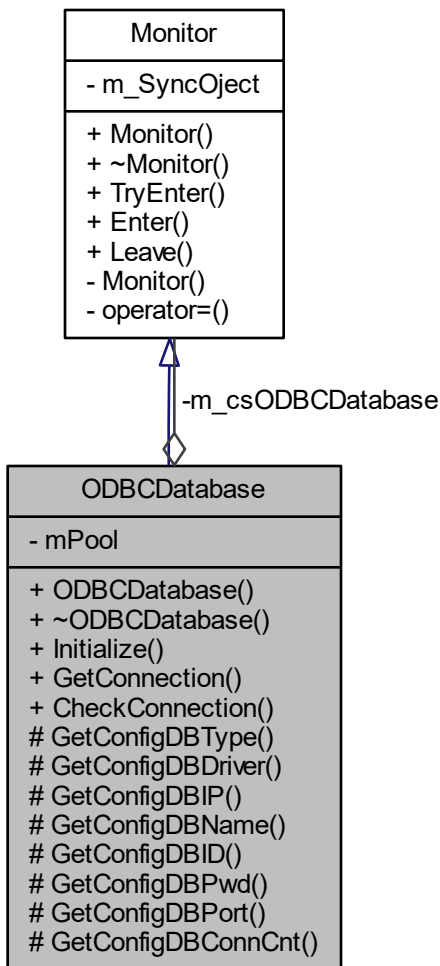 Monitor
- m_SyncOject
+ Monitor()
+ ~Monitor()
+ TryEnter()
+ Enter()
+ Leave()
- Monitor()
- operator=()
-m_csODBCDatabase
ODBCDatabase
- mPool
+ ODBCDatabase()
+ ~ODBCDatabase()
+ Initialize()
+ GetConnection()
+ CheckConnection()
# GetConfigDBType()
# GetConfigDBDriver()
# GetConfigDBIP()
# GetConfigDBName()
# GetConfigDBID()
# GetConfigDBPwd()
# GetConfigDBPort()
# GetConfigDBConnCnt()